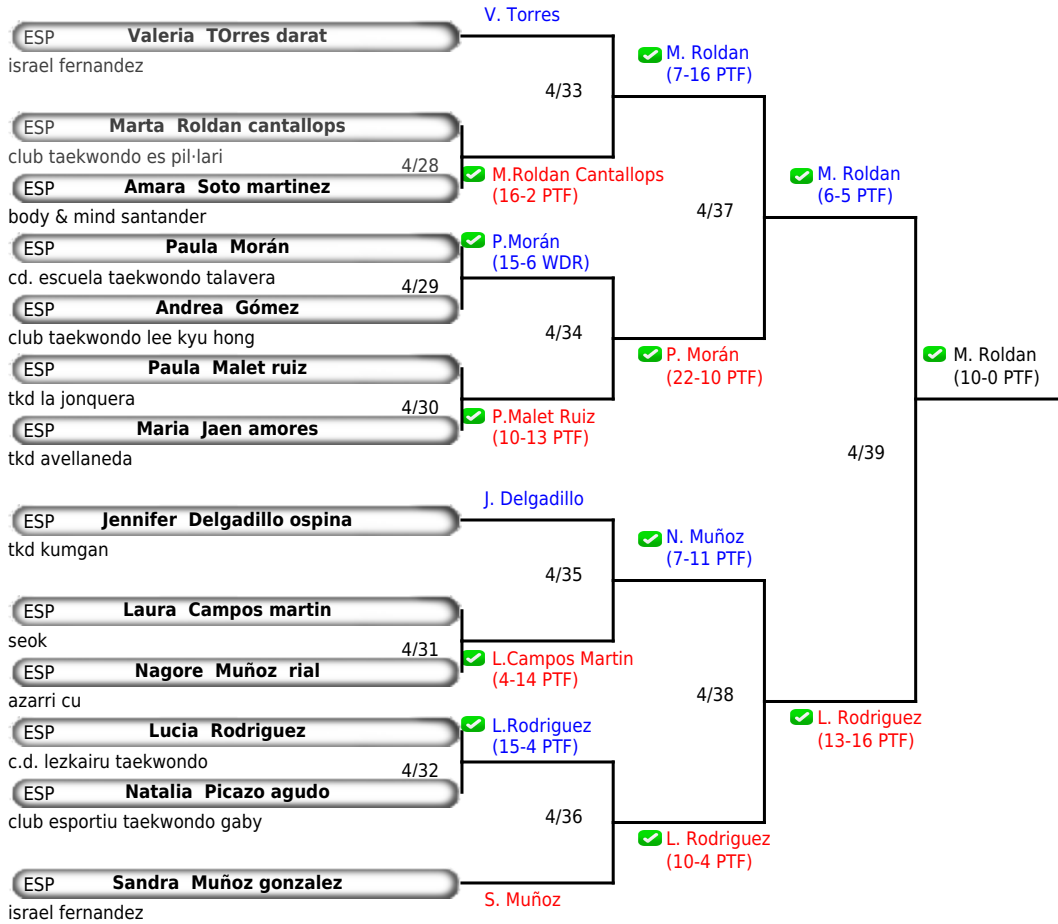 V. Torres
ESP Valeria TOrres darat
israel fernandez
M. Roldan
(7-16 PTF)
4/33
ESP Marta Roldan cantallops
club taekwondo es pil·lari
4/28
M.Roldan Cantallops
(16-2 PTF)
ESP Amara Soto martinez
body & mind santander
M. Roldan
(6-5 PTF)
4/37
ESP Paula Morán
cd. escuela taekwondo talavera
P.Morán
(15-6 WDR)
4/29
ESP Andrea Gómez
club taekwondo lee kyu hong
4/34
ESP Paula Malet ruiz
tkd la jonquera
P. Morán
(22-10 PTF)
M. Roldan
(10-0 PTF)
4/30
P.Malet Ruiz
(10-13 PTF)
ESP Maria Jaen amores
tkd avellaneda
4/39
J. Delgadillo
ESP Jennifer Delgadillo ospina
tkd kumgan
N. Muñoz
(7-11 PTF)
4/35
ESP Laura Campos martin
seok
4/31
L.Campos Martin
(4-14 PTF)
ESP Nagore Muñoz rial
azarri cu
4/38
L. Rodriguez
(13-16 PTF)
ESP Lucia Rodriguez
c.d. lezkairu taekwondo
L.Rodriguez
(15-4 PTF)
4/32
ESP Natalia Picazo agudo
club esportiu taekwondo gaby
4/36
L. Rodriguez
(10-4 PTF)
ESP Sandra Muñoz gonzalez
israel fernandez
S. Muñoz